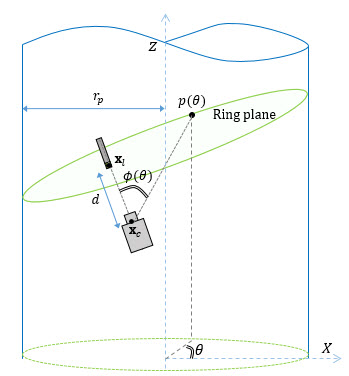 Z
r_p
p(θ)
Ring plane
x_l
ϕ(θ)
d
x_c
X
θ